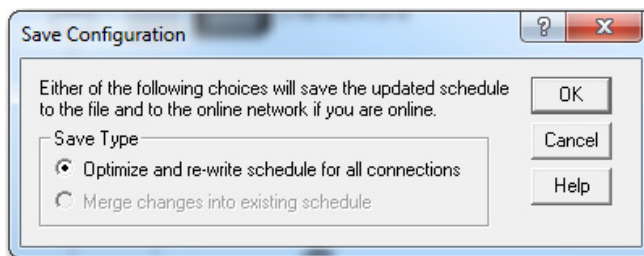 Save Configuration
Either of the following choices will save the updated schedule
to the file and to the online network if you are online.
OK
Save Type
Cancel
Optimize and re-write schedule for all connections
Help
Merge changes into existing schedule